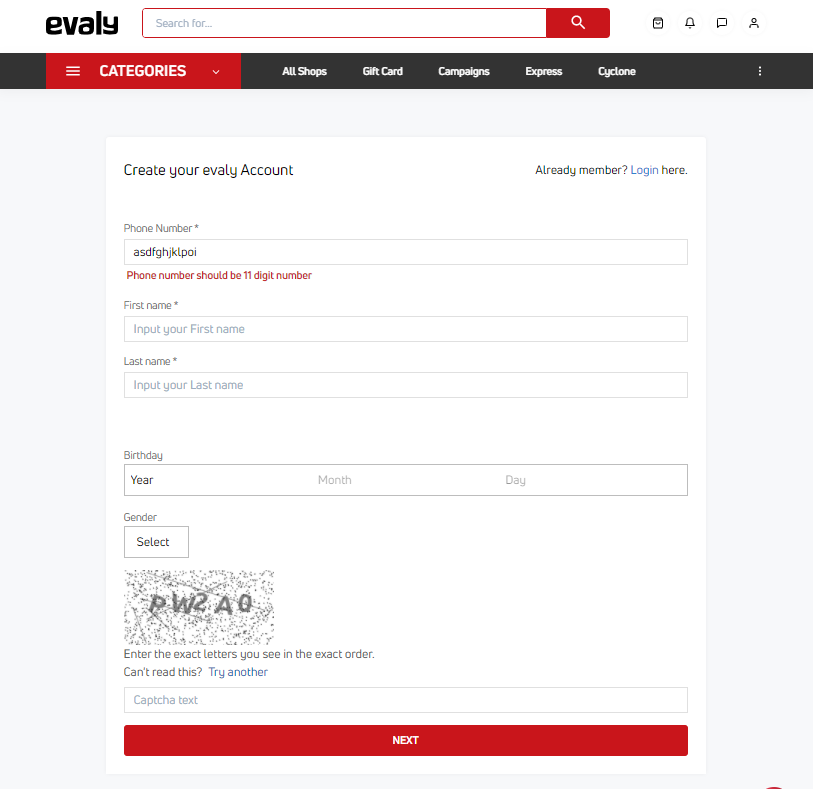 evaly
Search for...
CATEGORIES All Shops Gift Card Campaigns Express Cyclone
Create your evaly Account Already member? Login here.
Phone Number *
asdfghjklpoi
Phone number should be 11 digit number
First name *
Input your First name
Last name *
Input your Last name
Birthday
Year Month Day
Gender
Select
Enter the exact letters you see in the exact order.
Can't read this? Try another
Captcha text
NEXT